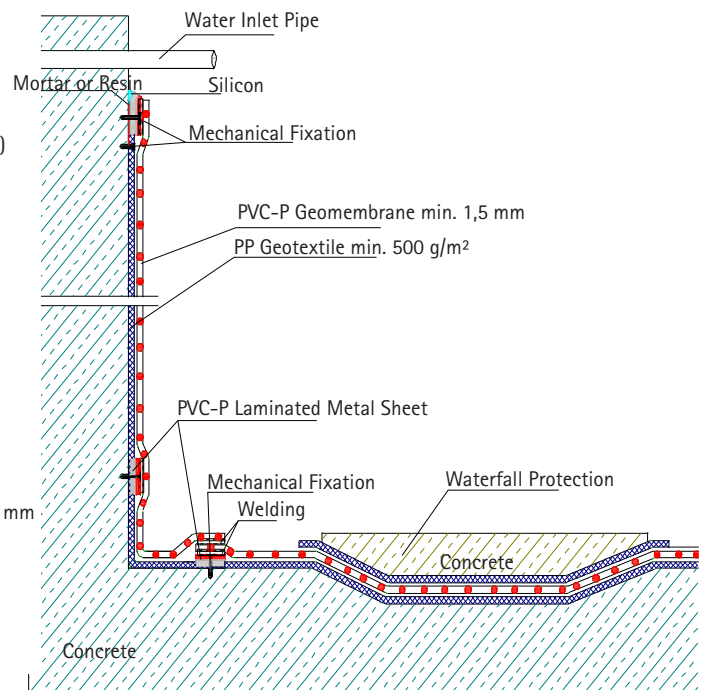 Water Inlet Pipe
Mortar or Resin
Silicon
)
Mechanical Fixation
PVC-P Geomembrane min. 1,5 mm
PP Geotextile min. 500 g/m²
PVC-P Laminated Metal Sheet
Mechanical Fixation
Waterfall Protection
mm
Welding
Concrete
Concrete